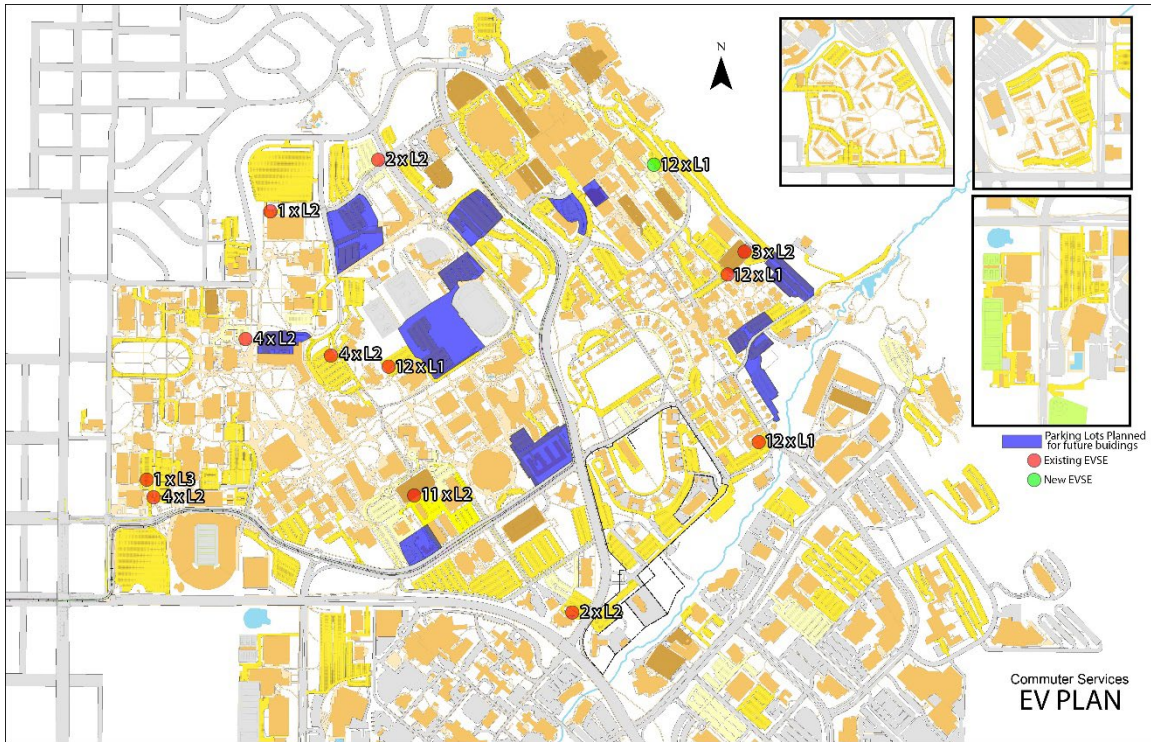 N
2 x L2
12 x L1
1 x L2
3 x L2
12 x L1
4 x L2
4 x L2
12 x L1
12 x L1
1 x L3
4 x L2
11 x L2
2 x L2
Parking Lots Planned
for future buidings
Existing EVSE
New EVSE
Commuter Services
EV PLAN